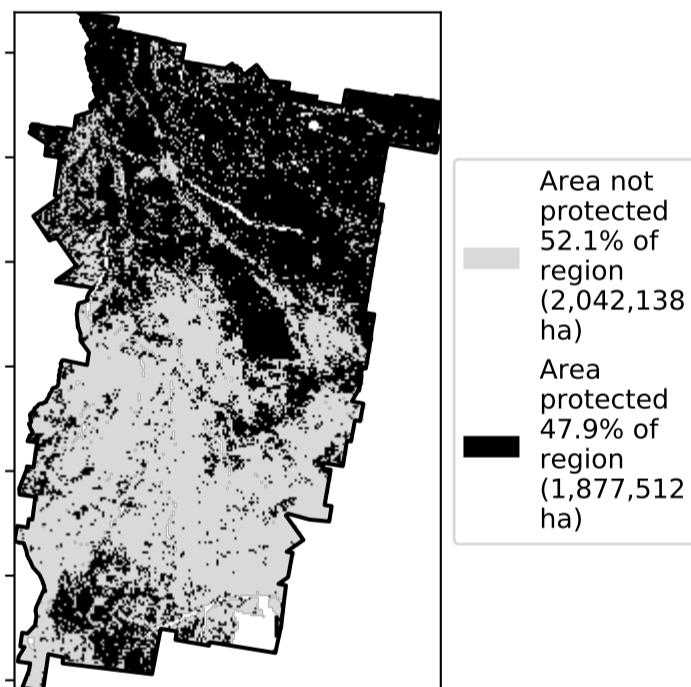 Area not
protected
52.1% of
region
(2,042,138
ha)
Area
protected
47.9% of
region
(1,877,512
ha)